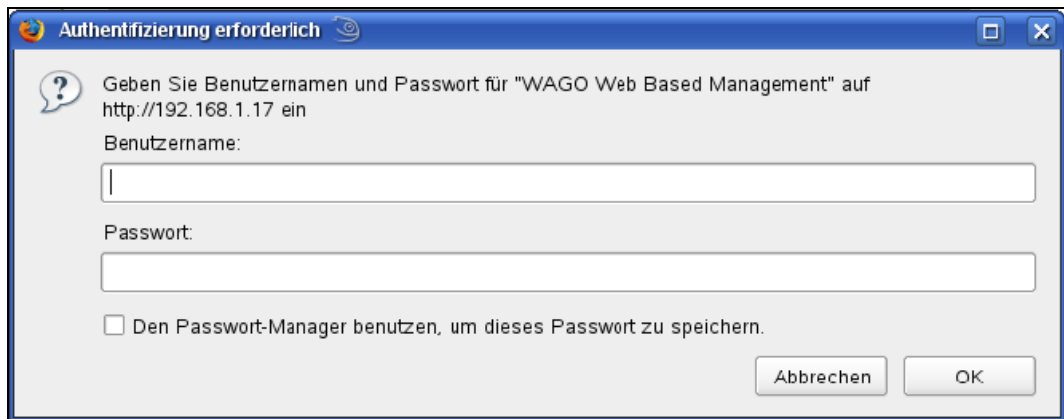 Authentifizierung erforderlich
Geben Sie Benutzernamen und Passwort für "WAGO Web Based Management" auf
http://192.168.1.17 ein
Benutzername:
Passwort:
Den Passwort-Manager benutzen, um dieses Passwort zu speichern.
Abbrechen OK